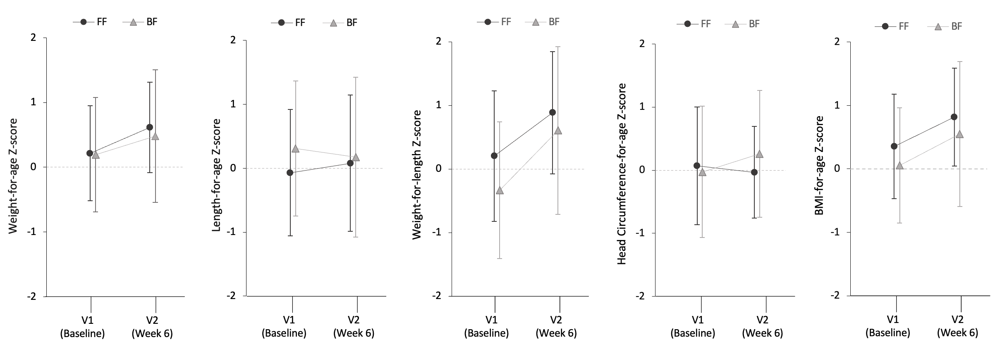 FF BF
2
1
0
-1
-2
Weight-for-age Z-score
V1 V2
(Baseline) (Week 6)
FF BF
2
1
0
-1
-2
Length-for-age Z-score
V1 V2
(Baseline) (Week 6)
FF BF
2
1
0
-1
-2
Weight-for-length Z-score
V1 V2
(Baseline) (Week 6)
FF BF
2
1
0
-1
-2
Head Circumference-for-age Z-score
V1 V2
(Baseline) (Week 6)
FF BF
2
1
0
-1
-2
BMI-for-age Z-score
V1 V2
(Baseline) (Week 6)